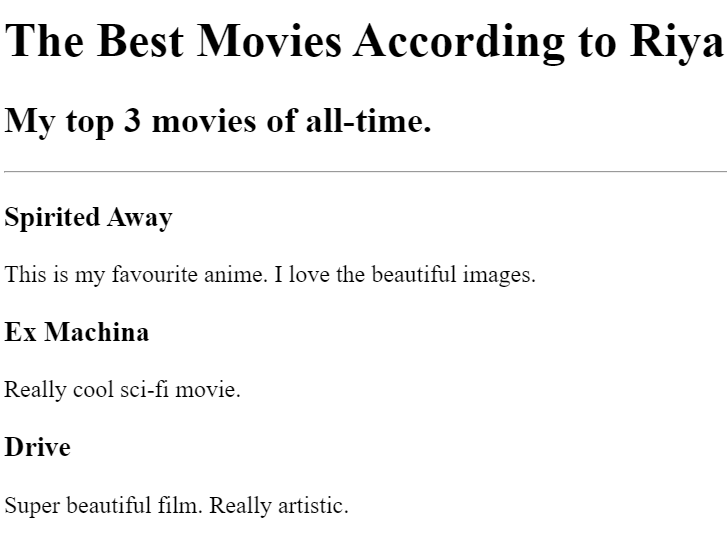 The Best Movies According to Riya
My top 3 movies of all-time.
Spirited Away
This is my favourite anime. I love the beautiful images.
Ex Machina
Really cool sci-fi movie.
Drive
Super beautiful film. Really artistic.